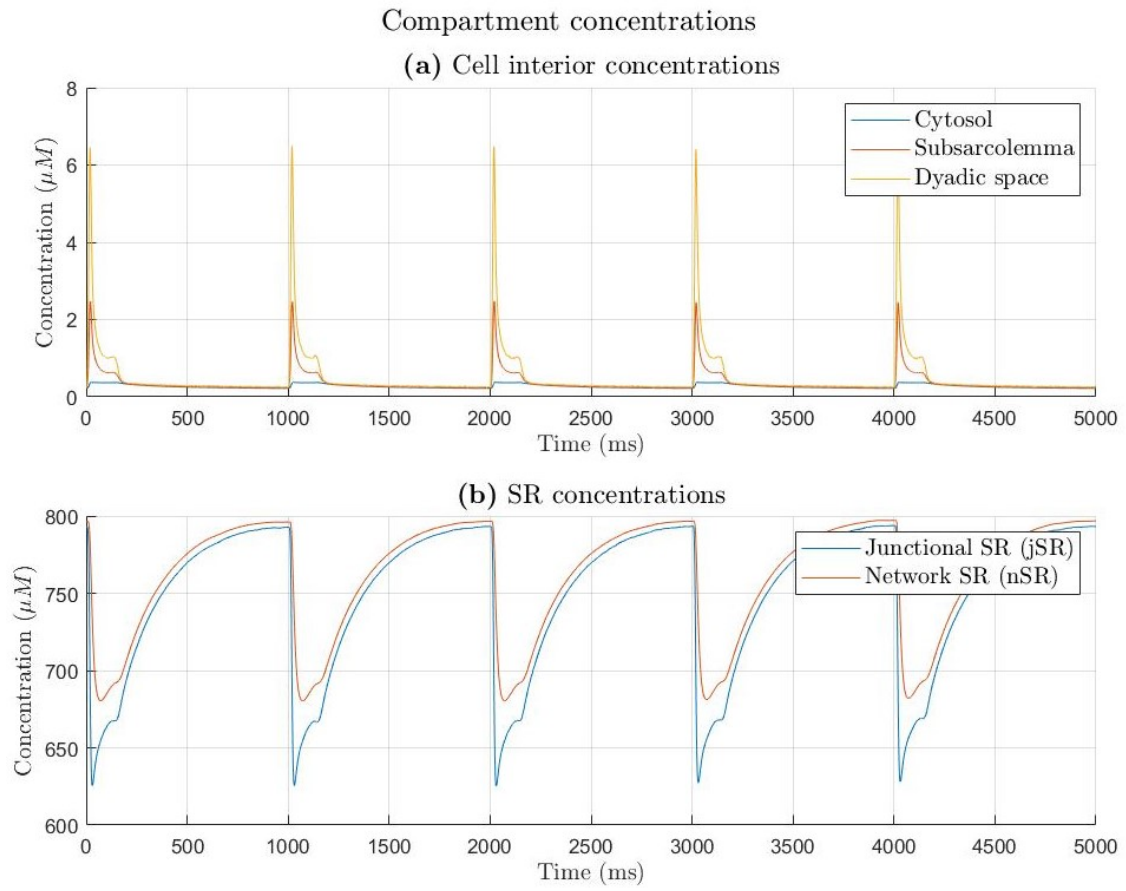 Compartment concentrations
(a) Cell interior concentrations
Concentration (μM)
8
6
4
2
0
Cytosol
Subsarcolemma
Dyadic space
0 500 1000 1500 2000 2500 3000 3500 4000 4500 5000
Time (ms)
(b) SR concentrations
Concentration (μM)
800
750
700
650
600
Junctional SR (jSR)
Network SR (nSR)
0 500 1000 1500 2000 2500 3000 3500 4000 4500 5000
Time (ms)